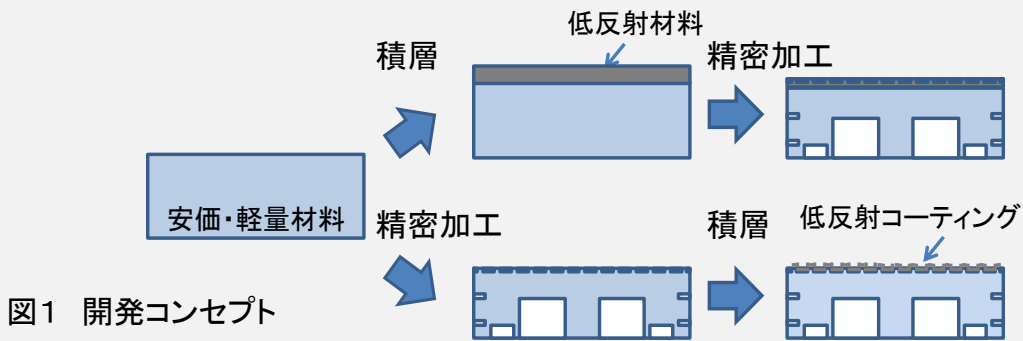 低反射材料
積層
精密加工
安価・軽量材料
精密加工
積層
低反射コーティング
図1 開発コンセプト